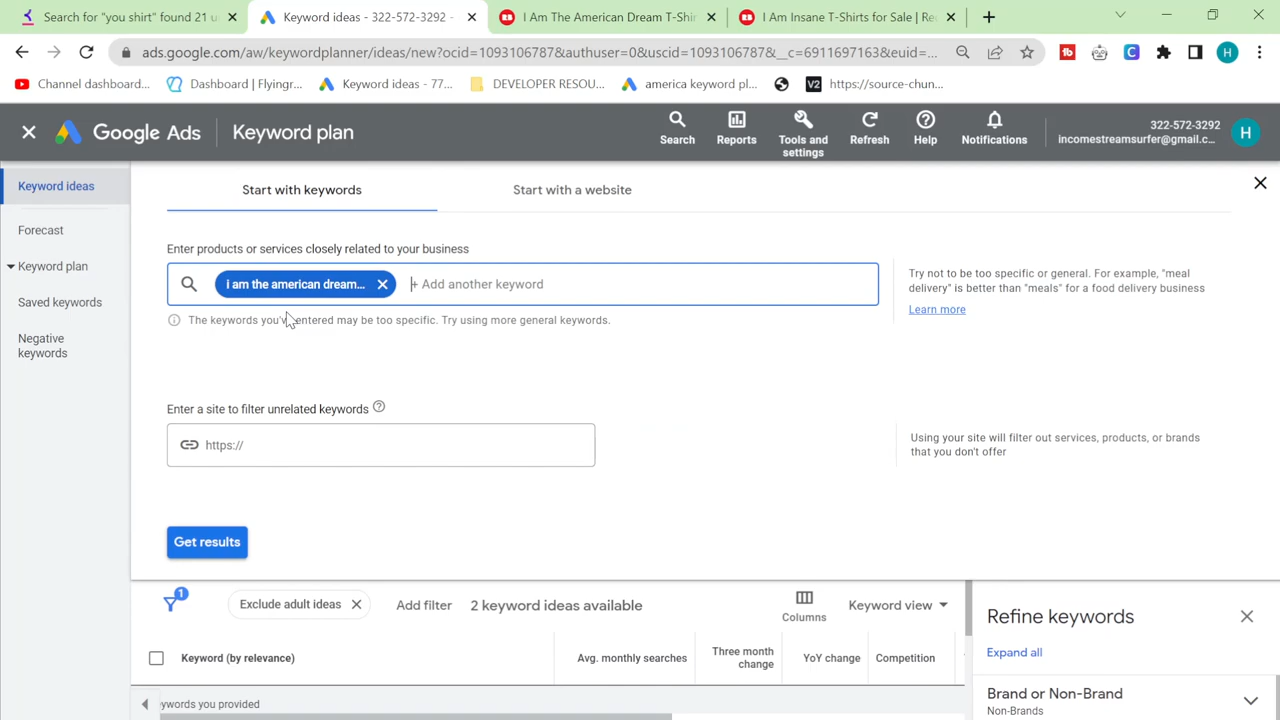 Search for "you shirt" found 21 u
Keyword ideas - 322-572-3292 -
I Am The American Dream T-Shir
I Am Insane T-Shirts for Sale | Re
ads.google.com/aw/keywordplanner/ideas/new?ocid=1093106787&authuser=0&uscid=1093106787&__c=6911697163&euid=...
Channel dashboard...
Dashboard | Flyingr...
Keyword ideas - 77...
DEVELOPER RESOU...
america keyword pl...
V2
https://source-chun...
Google Ads
Keyword plan
Search
Reports
Tools and settings
Refresh
Help
Notifications
322-572-3292
incomestreamsurfer@gmail.c...
H
Keyword ideas
Forecast
Keyword plan
Saved keywords
Negative keywords
Start with keywords
Start with a website
Enter products or services closely related to your business
i am the american dream...
+ Add another keyword
The keywords you've entered may be too specific. Try using more general keywords.
Try not to be too specific or general. For example, "meal
delivery" is better than "meals" for a food delivery business
Learn more
Enter a site to filter unrelated keywords
https://
Using your site will filter out services, products, or brands
that you don't offer
Get results
1
Exclude adult ideas
Add filter
2 keyword ideas available
Columns
Keyword view
Refine keywords
Expall all
Keyword (by relevance)
Avg. monthly searches
Three month
change
YoY change
Competition
Brand or Non-Brand
Non-Brands
eywords you provided